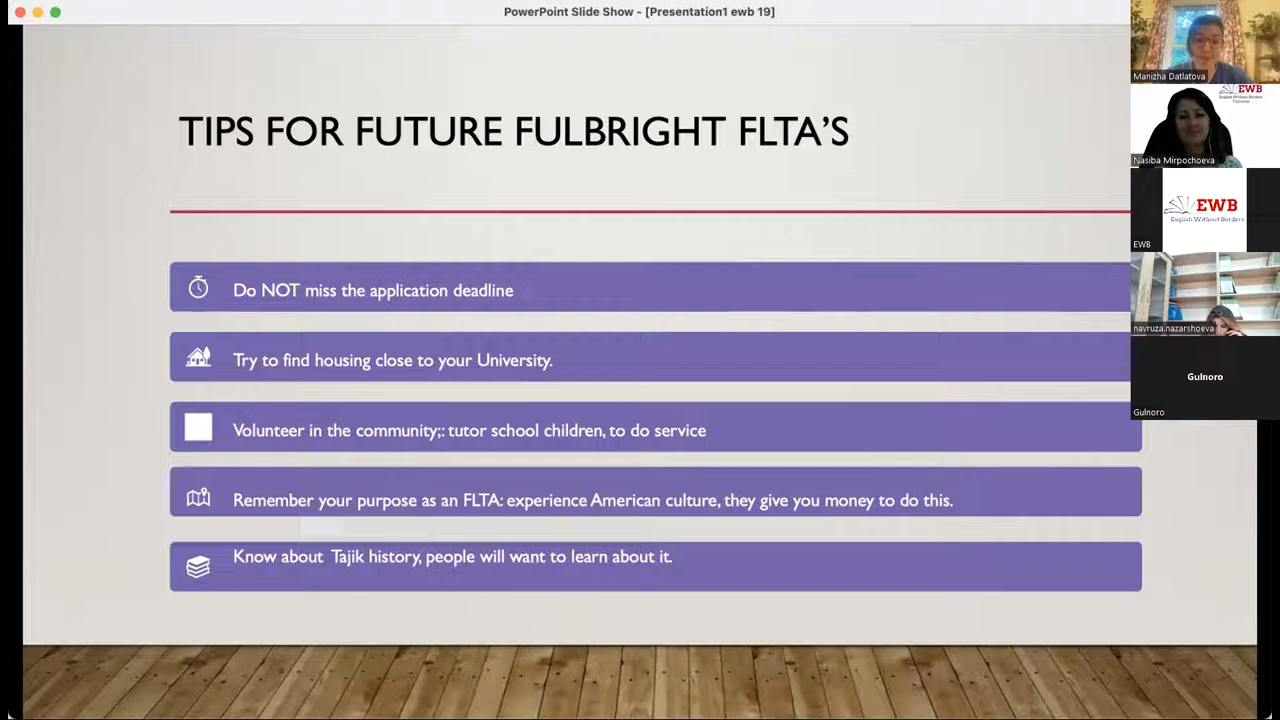 PowerPoint Slide Show - [Presentation1 ewb 19]
TIPS FOR FUTURE FULBRIGHT FLTA’S
Do NOT miss the application deadline
Try to find housing close to your University.
Volunteer in the community;: tutor school children, to do service
Remember your purpose as an FLTA: experience American culture, they give you money to do this.
Know about Tajik history, people will want to learn about it.
Manizha Datlatova
EWB
English Without Borders
Tajikistan
Nasiba Mirpochoeva
EWB
English Without Borders
EWB
navruza.nazarshoeva
Gulnoro
Gulnoro